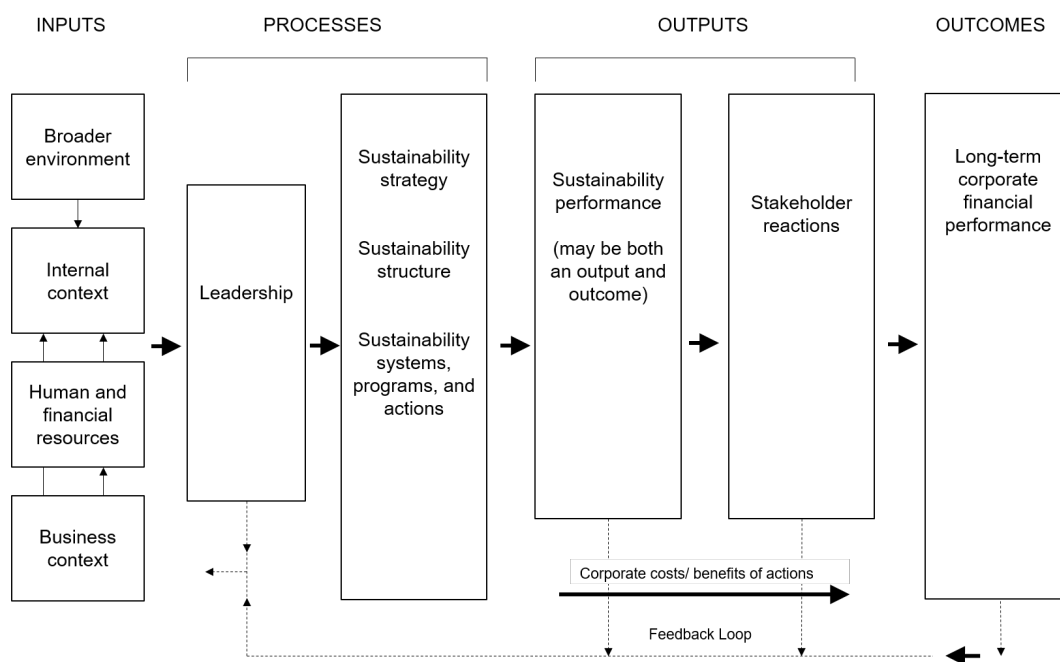 INPUTS
PROCESSES
OUTPUTS
OUTCOMES
Broader
environment
Internal
context
Human and
financial
resources
Business
context
Leadership
Sustainability
strategy
Sustainability
structure
Sustainability
systems,
programs, and
actions
Sustainability
performance
(may be both
an output and
outcome)
Stakeholder
reactions
Long-term
corporate
financial
performance
Corporate costs/ benefits of actions
Feedback Loop